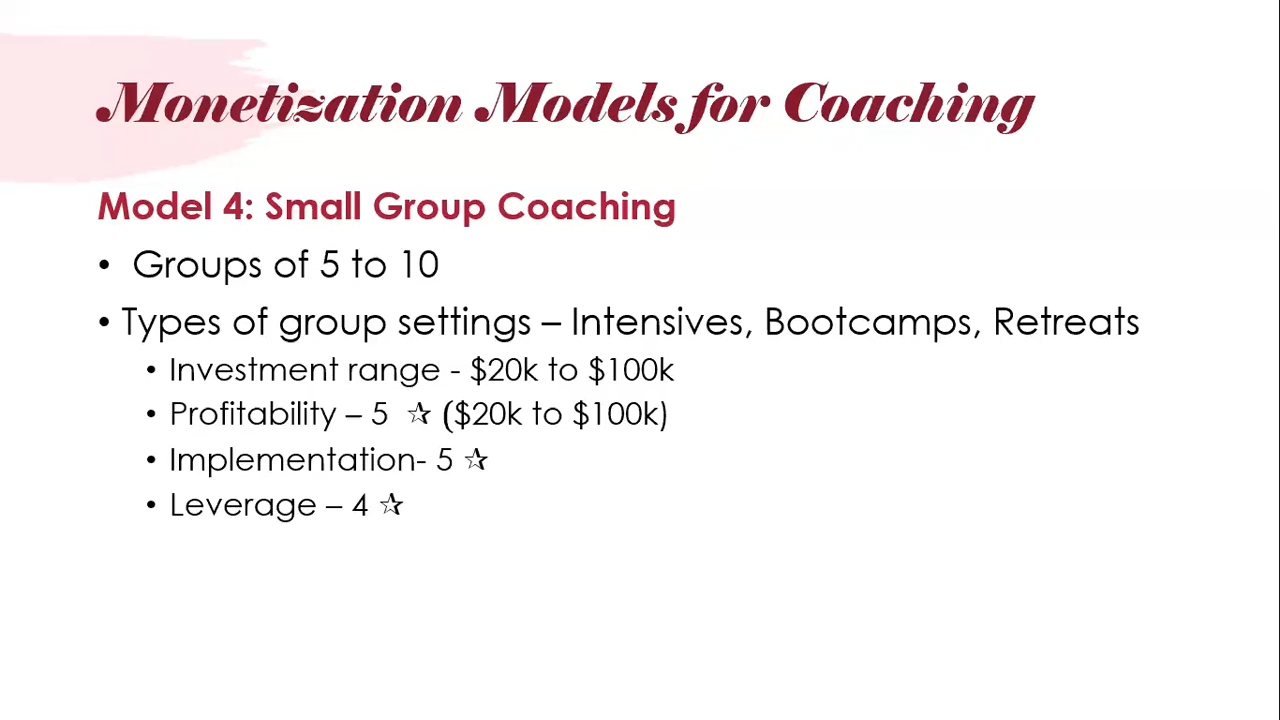 Monetization Models for Coaching
Model 4: Small Group Coaching
• Groups of 5 to 10
• Types of group settings – Intensives, Bootcamps, Retreats
• Investment range - $20k to $100k
• Profitability – 5 ☆ ($20k to $100k)
• Implementation- 5 ☆
• Leverage – 4 ☆